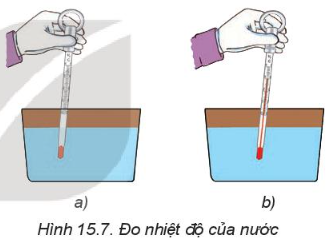 a)
b)
Hình 15.7. Đo nhiệt độ của nước